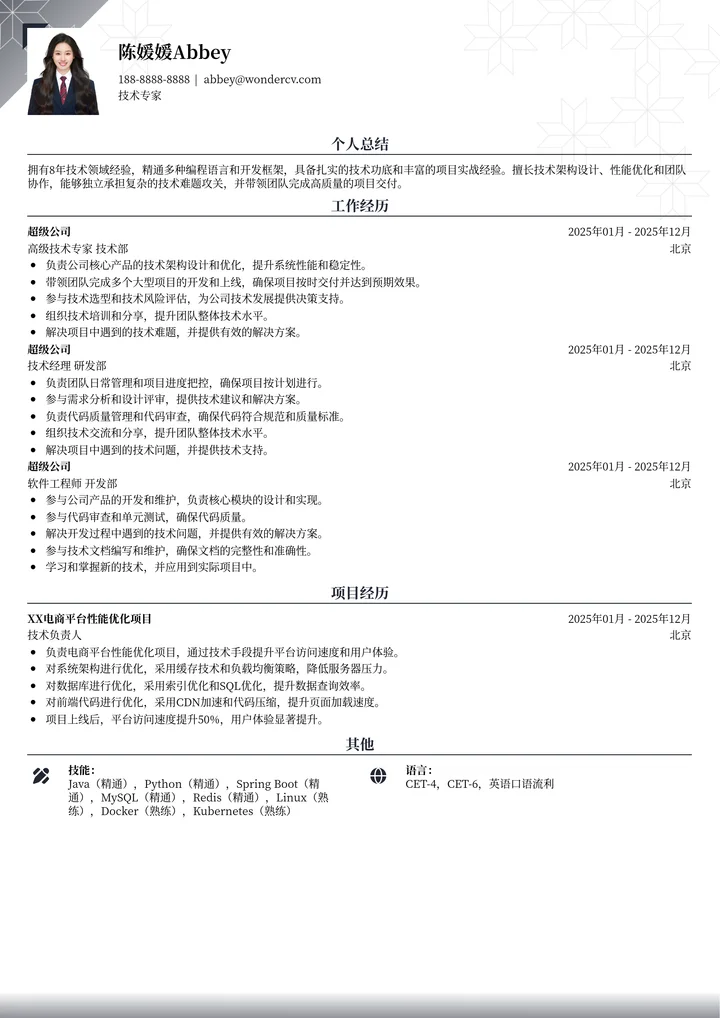 陈媛媛Abbey
188-8888-8888 | abbey@wondercv.com
技术专家
个人总结
拥有8年技术领域经验，精通多种编程语言和开发框架，具备扎实的技术功底和丰富的项目实战经验。擅长技术架构设计、性能优化和团队
协作，能够独立承担复杂的技术难题攻关，并带领团队完成高质量的项目交付。
工作经历
超级公司 2025年01月 - 2025年12月
高级技术专家 技术部 北京
● 负责公司核心产品的技术架构设计和优化，提升系统性能和稳定性。
● 带领团队完成多个大型项目的开发和上线，确保项目按时交付并达到预期效果。
● 参与技术选型和技术风险评估，为公司技术发展提供决策支持。
● 组织技术培训和分享，提升团队整体技术水平。
● 解决项目中遇到的技术难题，并提供有效的解决方案。
超级公司 2025年01月 - 2025年12月
技术经理 研发部 北京
● 负责团队日常管理和项目进度把控，确保项目按计划进行。
● 参与需求分析和设计评审，提供技术建议和解决方案。
● 负责代码质量管理和代码审查，确保代码符合规范和质量标准。
● 组织技术交流和分享，提升团队整体技术水平。
● 解决项目中遇到的技术问题，并提供技术支持。
超级公司 2025年01月 - 2025年12月
软件工程师 开发部 北京
● 参与公司产品的开发和维护，负责核心模块的设计和实现。
● 参与代码审查和单元测试，确保代码质量。
● 解决开发过程中遇到的技术问题，并提供有效的解决方案。
● 参与技术文档编写和维护，确保文档的完整性和准确性。
● 学习和掌握新的技术，并应用到实际项目中。
项目经历
XX电商平台性能优化项目 2025年01月 - 2025年12月
技术负责人 北京
● 负责电商平台性能优化项目，通过技术手段提升平台访问速度和用户体验。
● 对系统架构进行优化，采用缓存技术和负载均衡策略，降低服务器压力。
● 对数据库进行优化，采用索引优化和SQL优化，提升数据查询效率。
● 对前端代码进行优化，采用CDN加速和代码压缩，提升页面加载速度。
● 项目上线后，平台访问速度提升50%，用户体验显著提升。
其他
技能：
Java（精通）, Python（精通）, Spring Boot（精
通）, MySQL（精通）, Redis（精通）, Linux（熟
练）, Docker（熟练）, Kubernetes（熟练）
语言：
CET-4，CET-6，英语口语流利